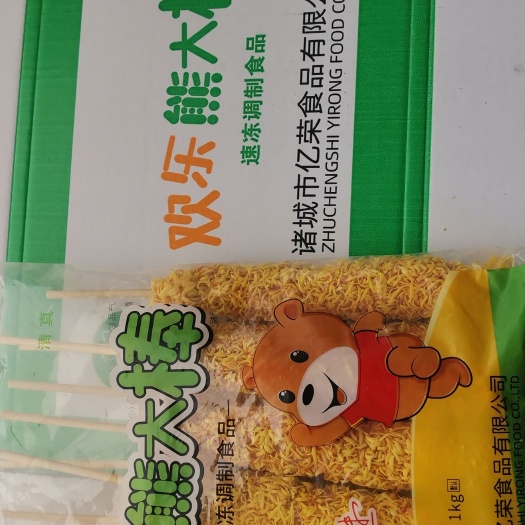 欢乐熊大棒
速冻调制食品
诸城市亿荣食品有限公
ZHUCHENGSHI YIRONG FOOD CO
清真
熊大棒
冻调制食品
1kg
亿荣食品有限公司
YIRONG FOOD CO.,LTD